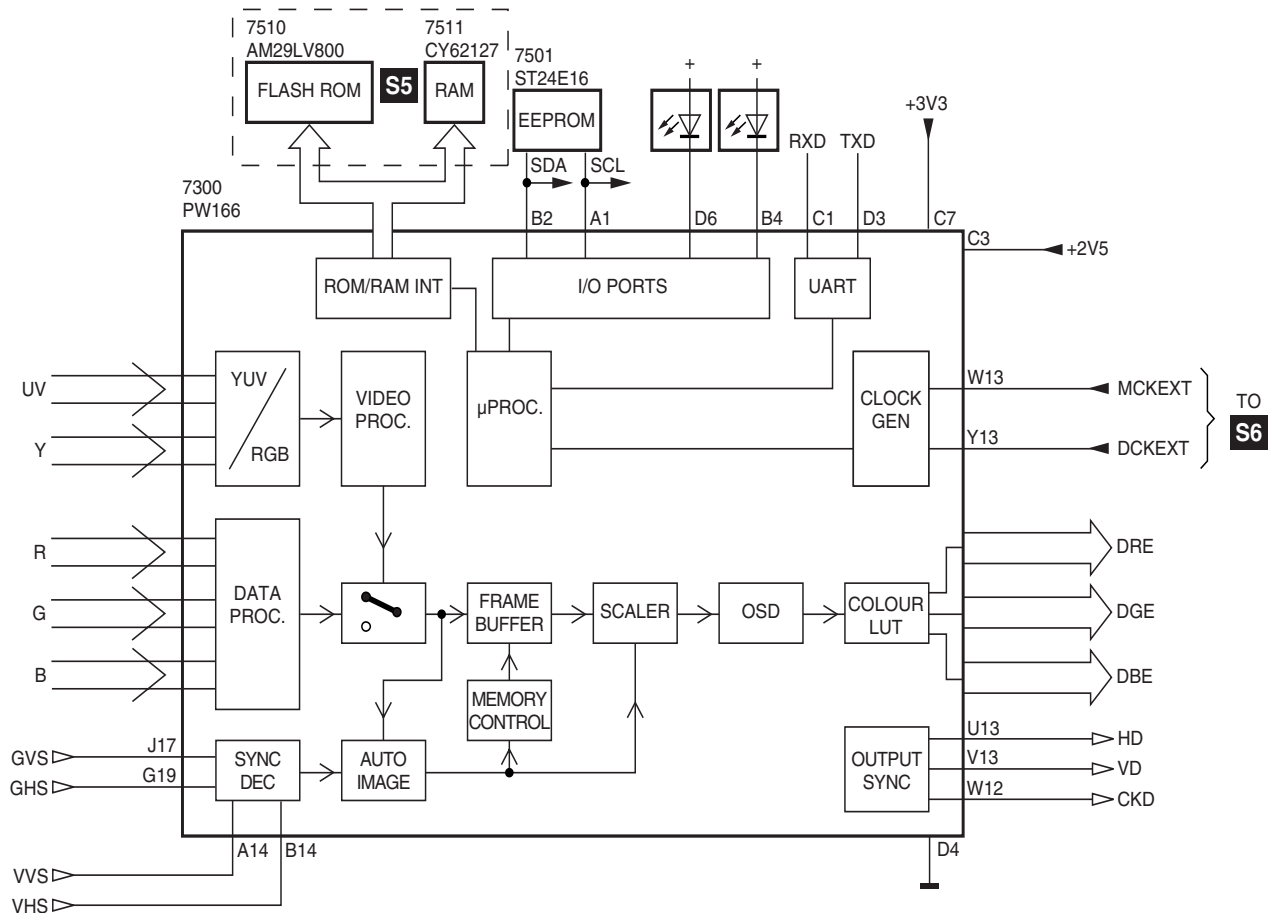 7510
AM29LV800
7511
CY62127
FLASH ROM
S5
RAM
7501
ST24E16
EEPROM
+
+
+3V3
RXD
TXD
SDA
SCL
7300
PW166
B2
A1
D6
B4
C1
D3
C7
C3
+2V5
ROM/RAM INT
I/O PORTS
UART
UV
Y
YUV
RGB
VIDEO
PROC.
µPROC.
CLOCK
GEN
W13
MCKEXT
Y13
DCKEXT
TO
S6
R
G
B
DATA
PROC.
FRAME
BUFFER
SCALER
OSD
COLOUR
LUT
DRE
DGE
DBE
MEMORY
CONTROL
GVS
J17
GHS
G19
SYNC
DEC
AUTO
IMAGE
OUTPUT
SYNC
U13
HD
V13
VD
W12
CKD
A14
B14
D4
VVS
VHS